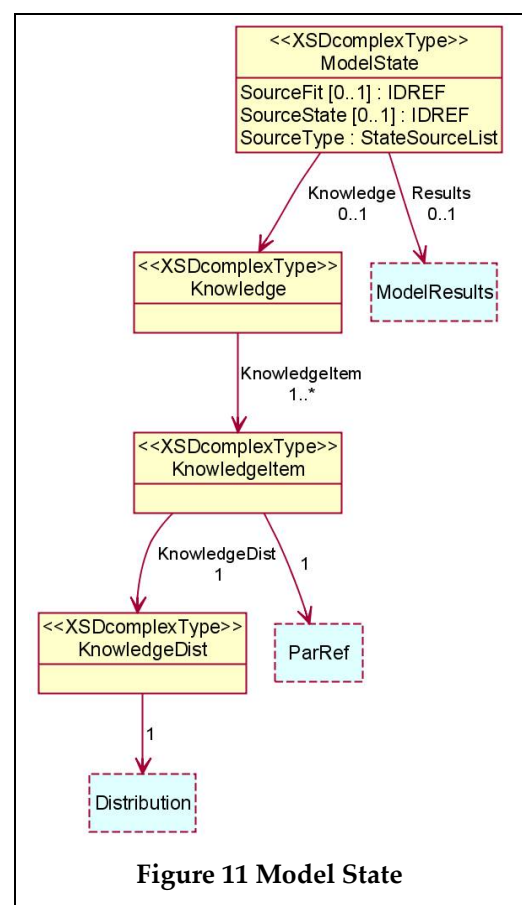 <<XSDcomplexType>>
ModelState
SourceFit [0..1] : IDREF
SourceState [0..1] : IDREF
SourceType : StateSourceList
Knowledge
0..1
Results
0..1
<<XSDcomplexType>>
Knowledge
ModelResults
KnowledgeItem
1..*
<<XSDcomplexType>>
KnowledgeItem
KnowledgeDist
1
1
<<XSDcomplexType>>
KnowledgeDist
ParRef
1
Distribution
Figure 11 Model State